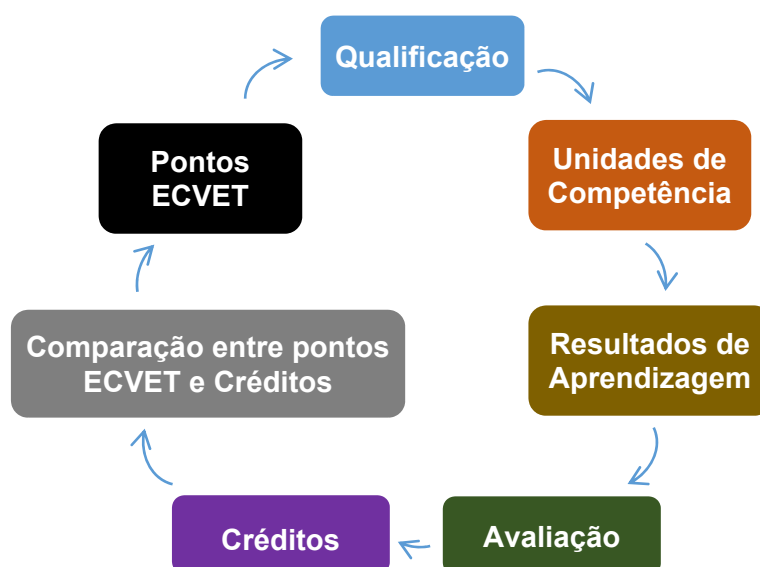 Qualificação
Unidades de
Competência
Resultados de
Aprendizagem
Avaliação
Créditos
Comparação entre pontos
ECVET e Créditos
Pontos
ECVET